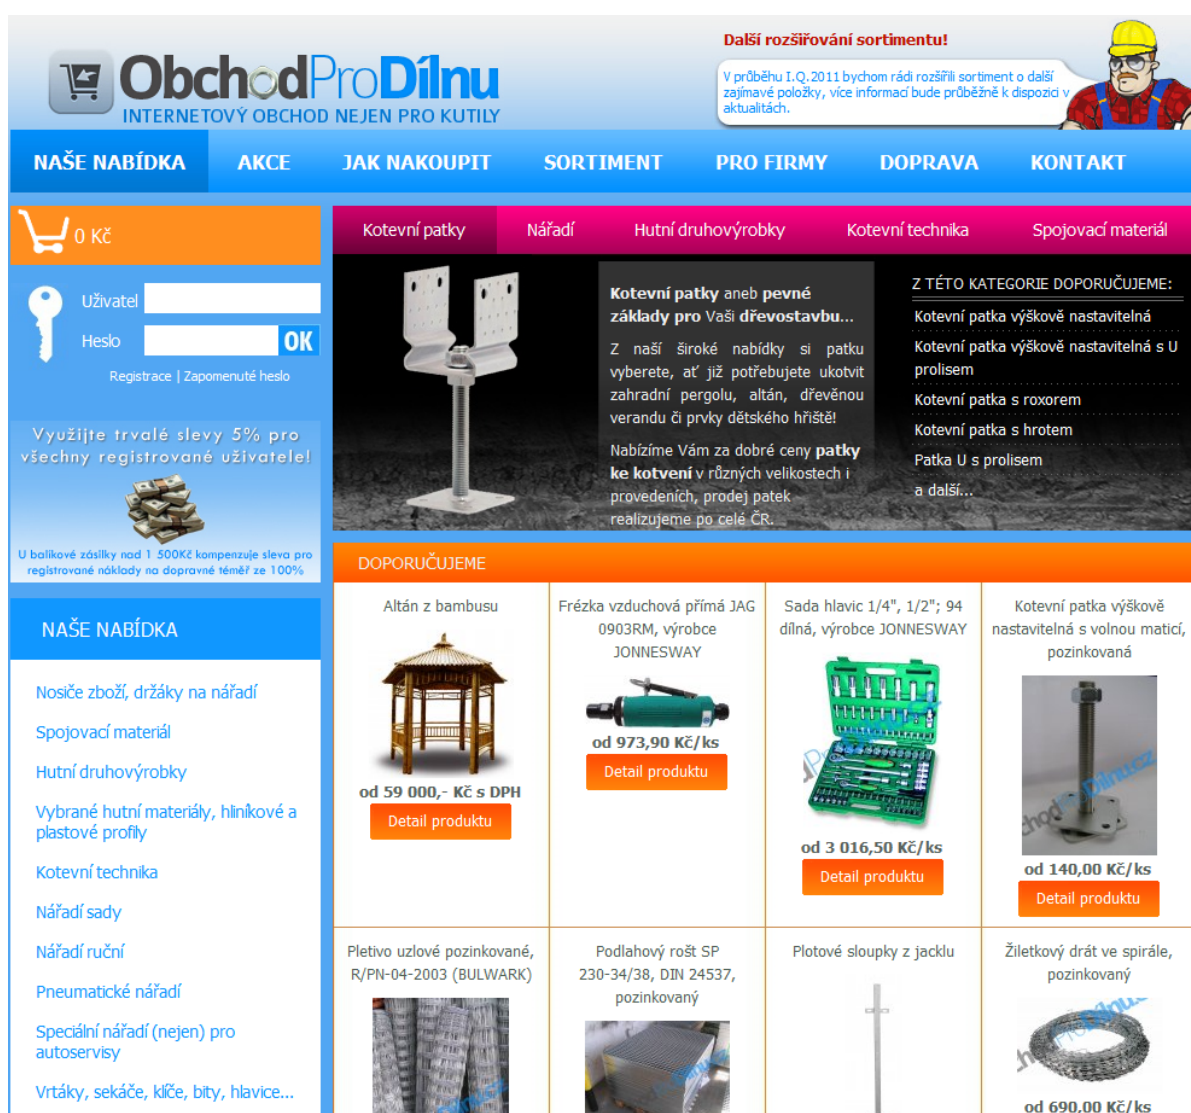 ObchodProDílnu
INTERNETOVÝ OBCHOD NEJEN PRO KUTILY
Další rozšiřování sortimentu!
V průběhu I.Q.2011 bychom rádi rozšířili sortiment o další
zajímavé položky, více informací bude průběžně k dispozici v
aktualitách.
NAŠE NABÍDKA AKCE JAK NAKOUPIT SORTIMENT PRO FIRMY DOPRAVA KONTAKT
0 Kč
Uživatel
Heslo
OK
Registrace | Zapomenuté heslo
Využijte trvalé slevy 5% pro
všechny registrované uživatele!
U balíkové zásilky nad 1 500Kč kompenzuje sleva pro
registrované náklady na dopravné téměř ze 100%
NAŠE NABÍDKA
Nosiče zboží, držáky na nářadí
Spojovací materiál
Hutní druhovýrobky
Vybrané hutní materiály, hliníkové a
plastové profily
Kotevní technika
Nářadí sady
Nářadí ruční
Pneumatické nářadí
Speciální nářadí (nejen) pro
autoservisy
Vrtáky, sekáče, klíče, bity, hlavice...
Kotevní patky Nářadí Hutní druhovýrobky Kotevní technika Spojovací materiál
Kotevní patky aneb pevné
základy pro Vaši dřevostavbu...
Z naší široké nabídky si patku
vyberete, ať již potřebujete ukotvit
zahradní pergolu, altán, dřevěnou
verandu či prvky dětského hřiště!
Nabízíme Vám za dobré ceny patky
ke kotvení v různých velikostech i
provedeních, prodej patek
realizujeme po celé ČR.
Z TÉTO KATEGORIE DOPORUČUJEME:
Kotevní patka výškově nastavitelná
Kotevní patka výškově nastavitelná s U
prolisem
Kotevní patka s roxorem
Kotevní patka s hrotem
Patka U s prolisem
a další...
DOPORUČUJEME
Altán z bambusu
od 59 000,- Kč s DPH
Detail produktu
Frézka vzduchová přímá JAG
0903RM, výrobce
JONNESWAY
od 973,90 Kč/ks
Detail produktu
Sada hlavic 1/4", 1/2"; 94
dílná, výrobce JONNESWAY
od 3 016,50 Kč/ks
Detail produktu
Kotevní patka výškově
nastavitelná s volnou maticí,
pozinkovaná
od 140,00 Kč/ks
Detail produktu
Pletivo uzlové pozinkované,
R/PN-04-2003 (BULWARK)
Podlahový rošt SP
230-34/38, DIN 24537,
pozinkovaný
Plotové sloupky z jacklu
Žiletkový drát ve spirále,
pozinkovaný
od 690,00 Kč/ks